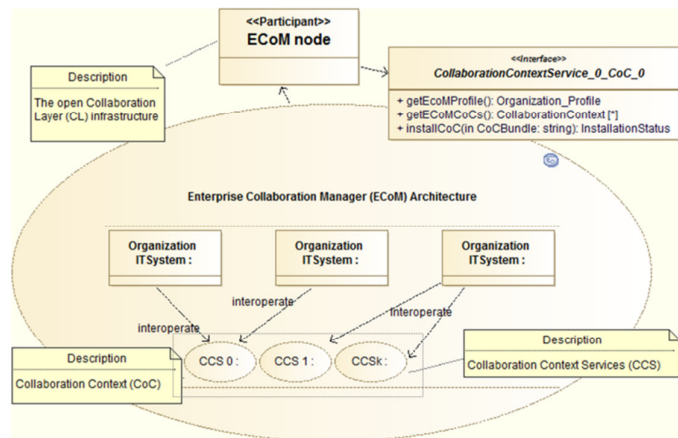 <<Participant>>
ECoM node
Description
The open Collaboration
Layer (CL) infrastructure
<<Interface>>
CollaborationContextService_0_CoC_0
+ getEcoMProfile(): Organization_Profile
+ getECoMCoCs(): CollaborationContext [*]
+ installCoC(in CoCBundle: string): InstallationStatus
Enterprise Collaboration Manager (ECoM) Architecture
Organization
ITSystem :
Organization
ITSystem :
Organization
ITSystem :
interoperate
interoperate
Interoperate
CCS 0 :
CCS 1 :
CCSk :
Description
Collaboration Context (CoC)
Description
Collaboration Context Services (CCS)